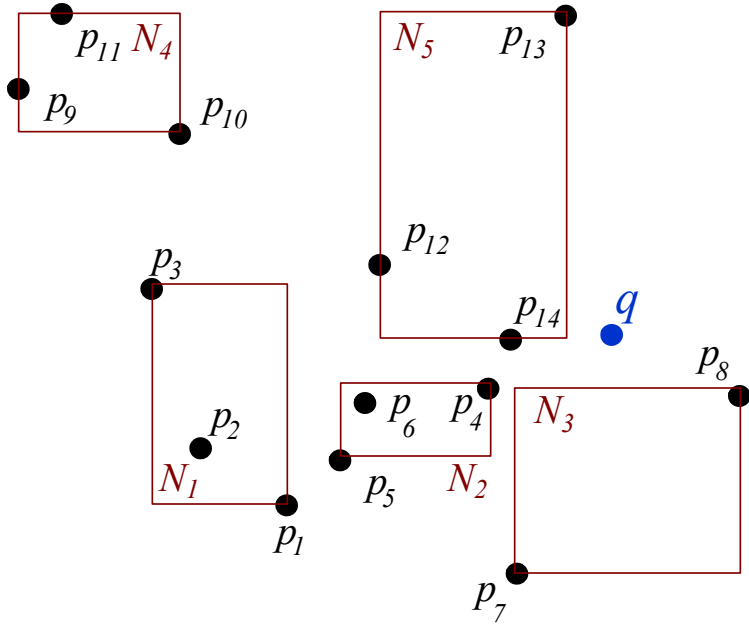 p₁₁ N₄
N₅ p₁₃
p₉ p₁₀
p₁₂
p₃
p₁₄ q
p₈
p₆ p₄ N₃
p₂
N₁ p₅ N₂
p₁
p₇